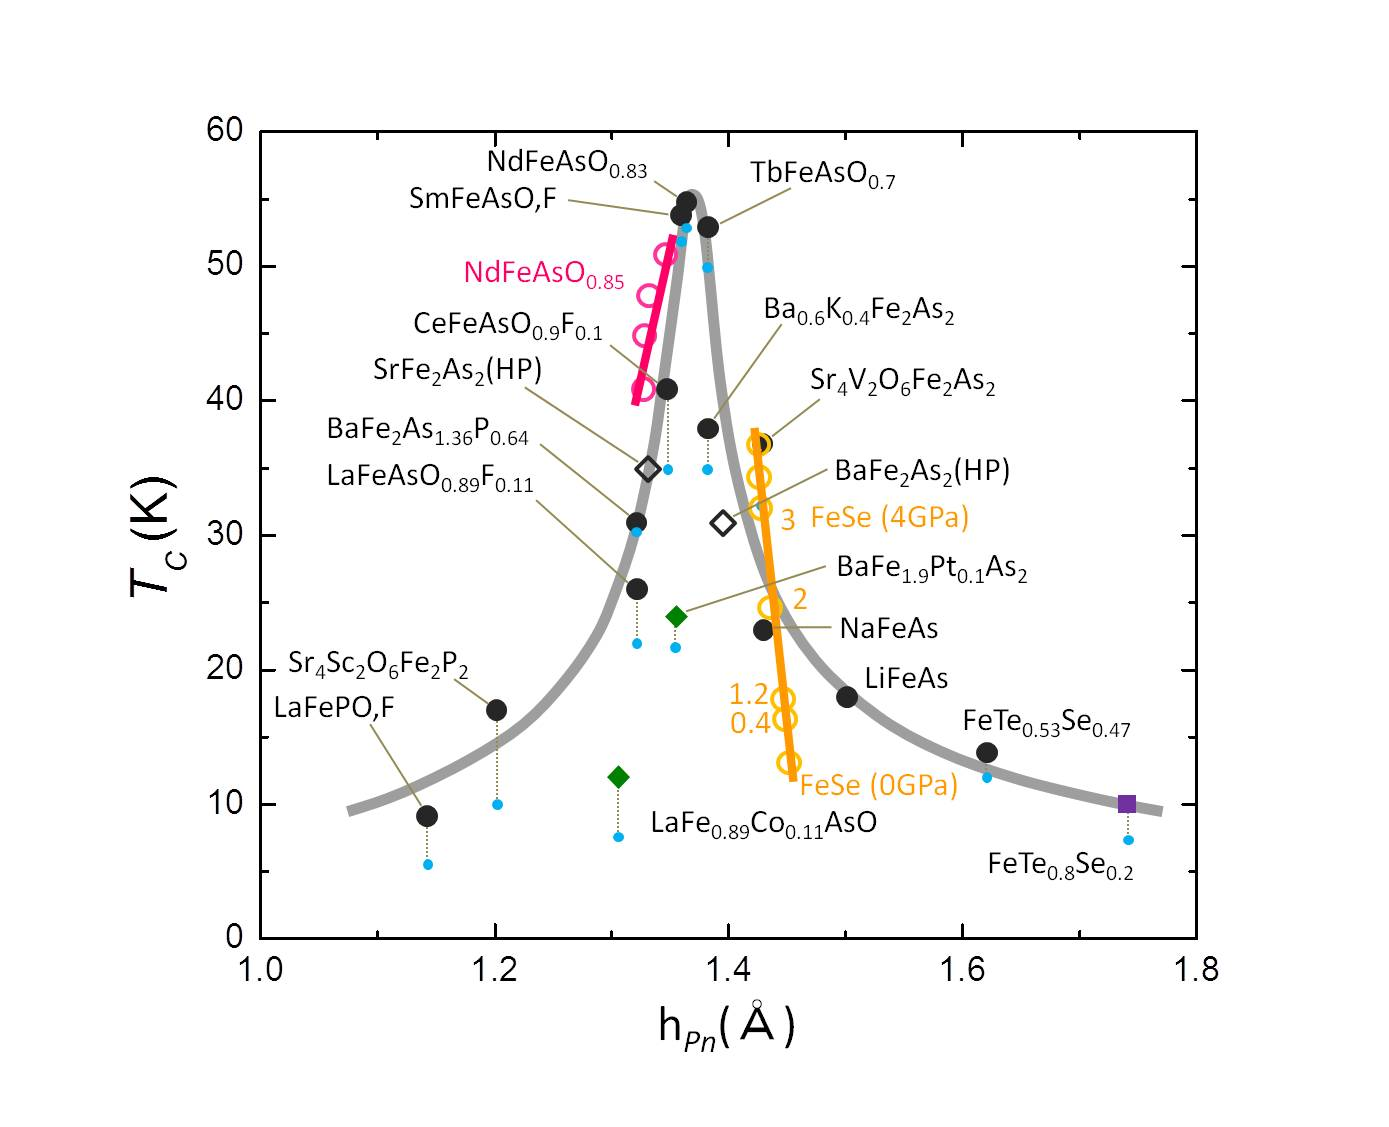 60
NdFeAsO0.83
TbFeAsO0.7
SmFeAsO,F
50
NdFeAsO0.85
Ba0.6K0.4Fe2As2
CeFeAsO0.9F0.1
SrFe2As2(HP)
Sr4V2O6Fe2As2
40
BaFe2As1.36P0.64
LaFeAsO0.89F0.11
BaFe2As2(HP)
3 FeSe (4GPa)
TC (K)
30
BaFe1.9Pt0.1As2
2
NaFeAs
20
Sr4Sc2O6Fe2P2
LiFeAs
1.2
LaFePO,F
0.4
FeTe0.53Se0.47
FeSe (0GPa)
10
LaFe0.89Co0.11AsO
FeTe0.8Se0.2
0
1.0 1.2 1.4 1.6 1.8
hPn(Å)